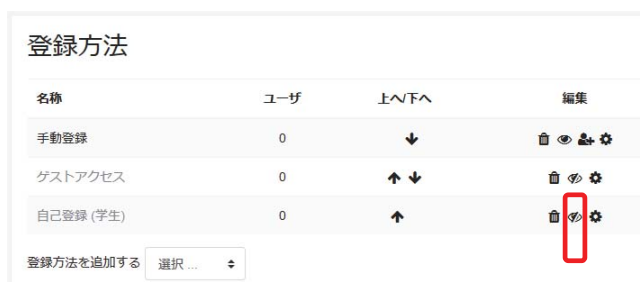 登録方法
名称 ユーザ 上へ/下へ 編集
手動登録 0
ゲストアクセス 0
自己登録 (学生) 0
登録方法を追加する 選択 ...